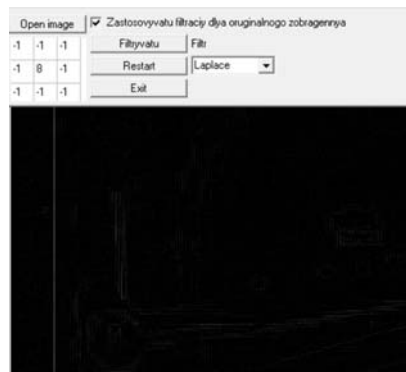 Open image Zastosovyvatu filtraciy dlya oruginalnogo zobragennya
-1 -1 -1 Filtryvatu Filtr
-1 8 -1 Restart Laplace
-1 -1 -1 Exit